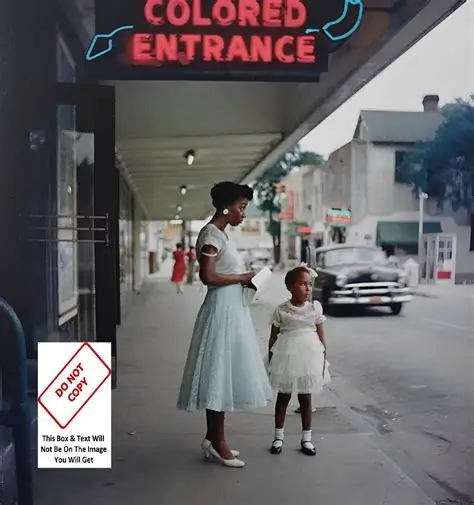 COLORED
ENTRANCE
DO NOT
COPY
This Box & Text Will
Not Be On The Image
You Will Get